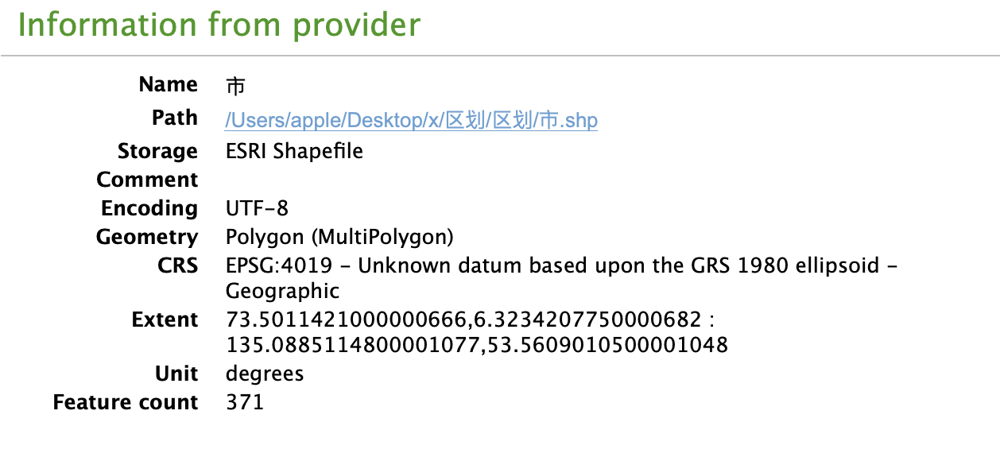 Information from provider
Name 市
Path /Users/apple/Desktop/x/区划/区划/市.shp
Storage ESRI Shapefile
Comment
Encoding UTF-8
Geometry Polygon (MultiPolygon)
CRS EPSG:4019 - Unknown datum based upon the GRS 1980 ellipsoid -
Geographic
Extent 73.5011421000000666,6.3234207750000682 :
135.0885114800001077,53.5609010500001048
Unit degrees
Feature count 371